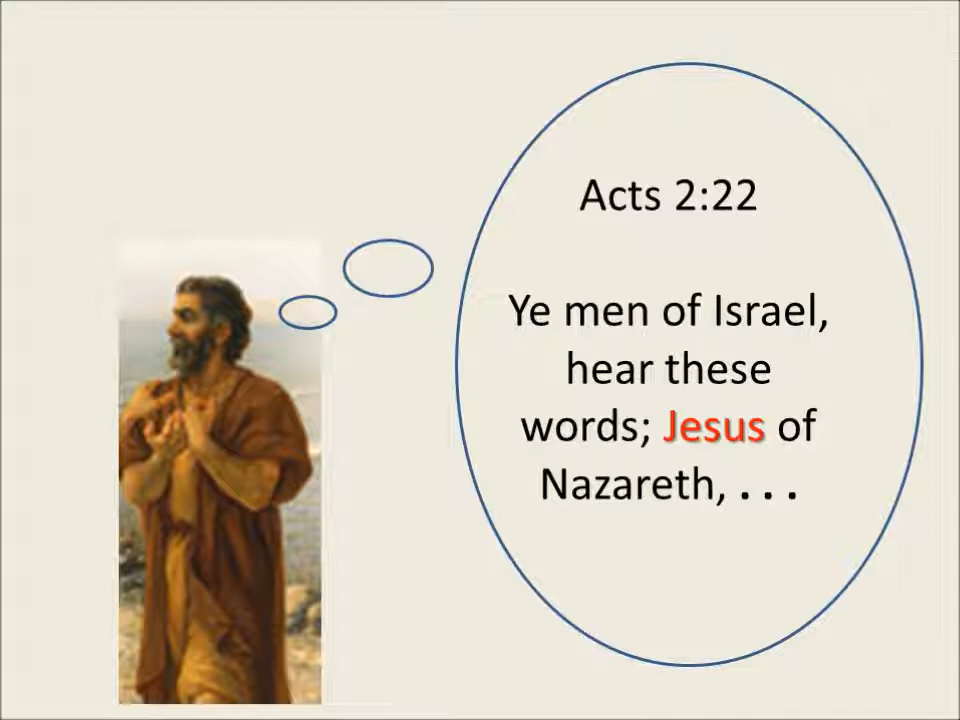 Acts 2:22
Ye men of Israel,
hear these
words; Jesus of
Nazareth, . . .